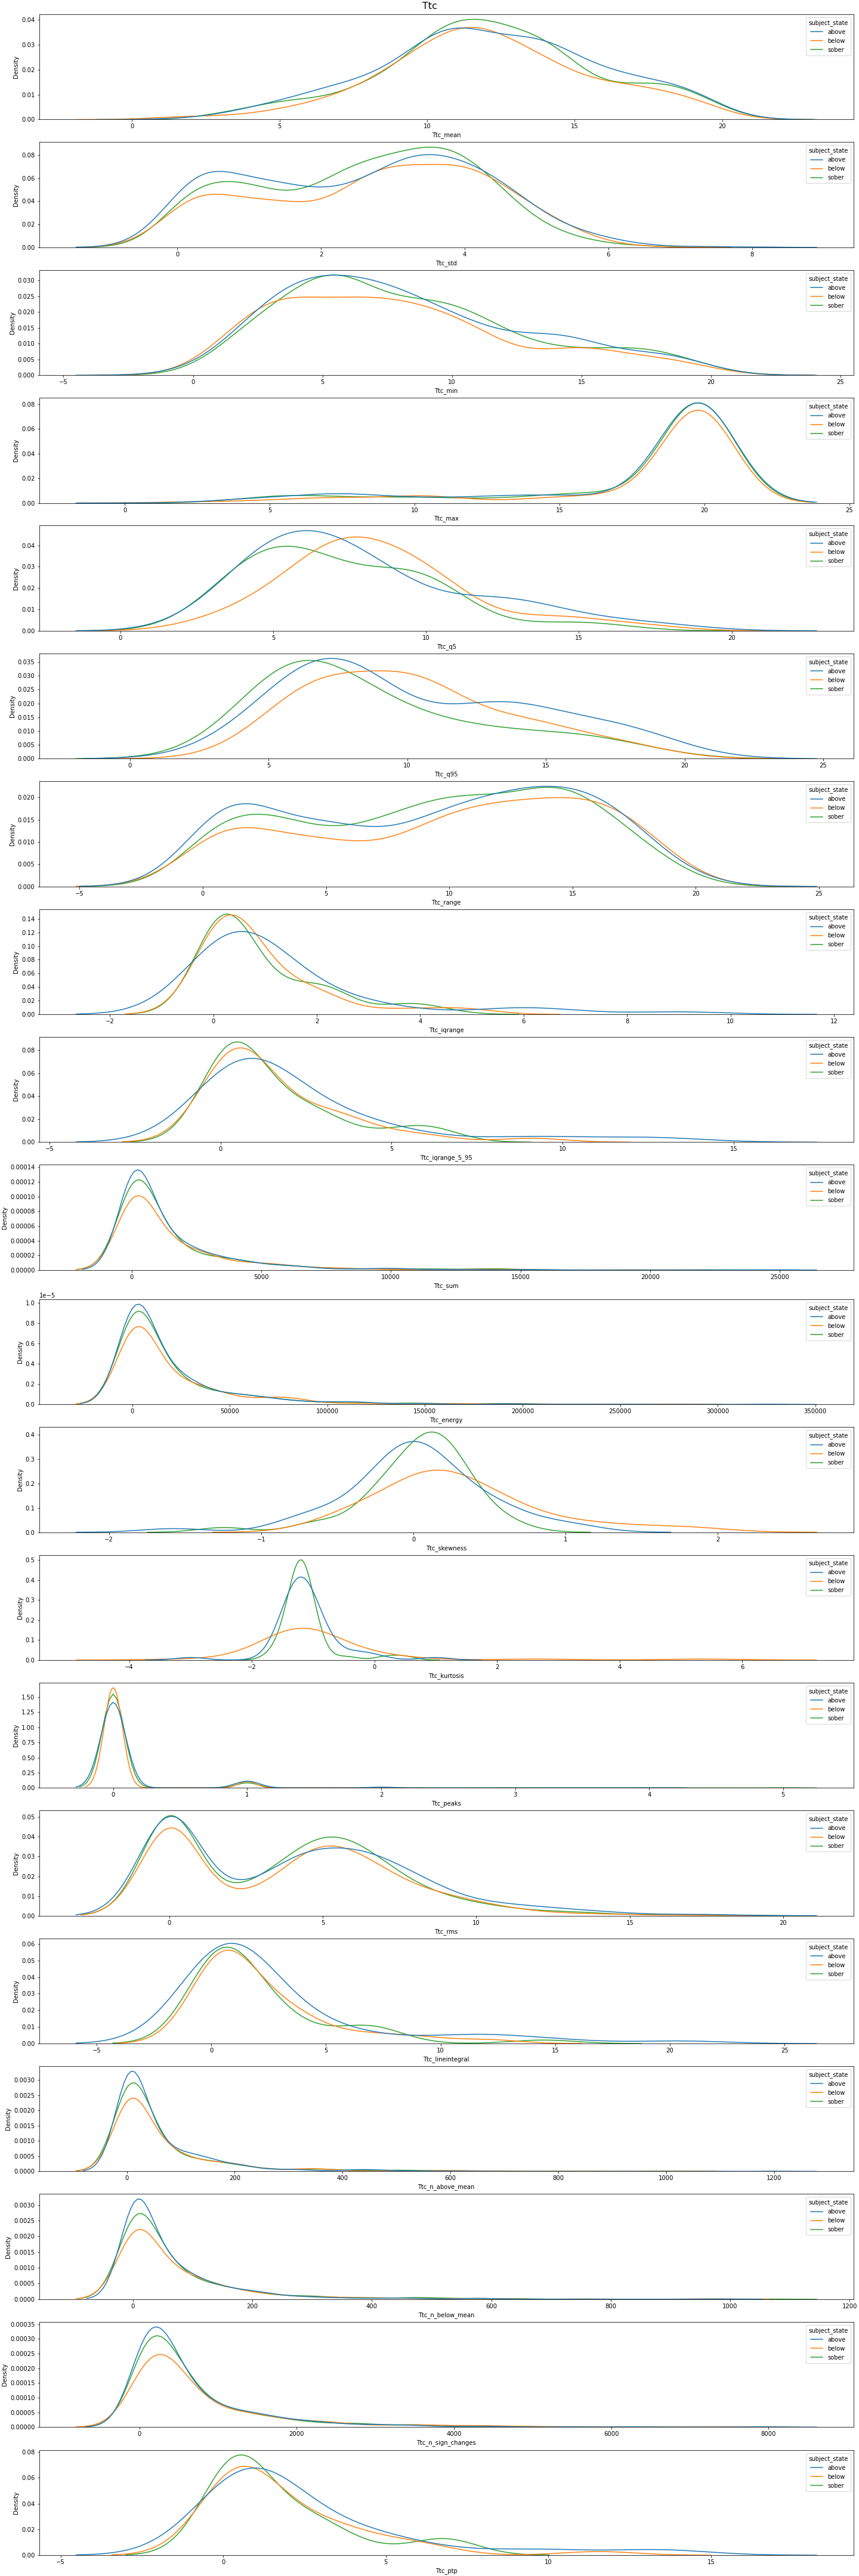 Ttc
subject_state
above
below
sober
Density
0.04
0.03
0.02
0.01
0.00
0 5 10 15 20
Ttc_mean
subject_state
above
below
sober
Density
0.08
0.06
0.04
0.02
0.00
0 2 4 6 8
Ttc_std
subject_state
above
below
sober
Density
0.030
0.025
0.020
0.015
0.010
0.005
0.000
−5 0 5 10 15 20 25
Ttc_min
subject_state
above
below
sober
Density
0.08
0.06
0.04
0.02
0.00
0 5 10 15 20 25
Ttc_max
subject_state
above
below
sober
Density
0.04
0.03
0.02
0.01
0.00
0 5 10 15 20
Ttc_q5
subject_state
above
below
sober
Density
0.035
0.030
0.025
0.020
0.015
0.010
0.005
0.000
0 5 10 15 20 25
Ttc_q95
subject_state
above
below
sober
Density
0.020
0.015
0.010
0.005
0.000
−5 0 5 10 15 20 25
Ttc_range
subject_state
above
below
sober
Density
0.14
0.12
0.10
0.08
0.06
0.04
0.02
0.00
−2 0 2 4 6 8 10 12
Ttc_iqrange
subject_state
above
below
sober
Density
0.08
0.06
0.04
0.02
0.00
−5 0 5 10 15
Ttc_iqrange_5_95
subject_state
above
below
sober
Density
0.00014
0.00012
0.00010
0.00008
0.00006
0.00004
0.00002
0.00000
0 5000 10000 15000 20000 25000
Ttc_sum
1e−5
subject_state
above
below
sober
Density
1.0
0.8
0.6
0.4
0.2
0.0
0 50000 100000 150000 200000 250000 300000 350000
Ttc_energy
subject_state
above
below
sober
Density
0.4
0.3
0.2
0.1
0.0
−2 −1 0 1 2
Ttc_skewness
subject_state
above
below
sober
Density
0.5
0.4
0.3
0.2
0.1
0.0
−4 −2 0 2 4 6
Ttc_kurtosis
subject_state
above
below
sober
Density
1.50
1.25
1.00
0.75
0.50
0.25
0.00
0 1 2 3 4 5
Ttc_peaks
subject_state
above
below
sober
Density
0.05
0.04
0.03
0.02
0.01
0.00
0 5 10 15 20
Ttc_rms
subject_state
above
below
sober
Density
0.06
0.05
0.04
0.03
0.02
0.01
0.00
−5 0 5 10 15 20 25
Ttc_lineintegral
subject_state
above
below
sober
Density
0.0030
0.0025
0.0020
0.0015
0.0010
0.0005
0.0000
0 200 400 600 800 1000 1200
Ttc_n_above_mean
subject_state
above
below
sober
Density
0.0030
0.0025
0.0020
0.0015
0.0010
0.0005
0.0000
0 200 400 600 800 1000 1200
Ttc_n_below_mean
subject_state
above
below
sober
Density
0.00035
0.00030
0.00025
0.00020
0.00015
0.00010
0.00005
0.00000
0 2000 4000 6000 8000
Ttc_n_sign_changes
subject_state
above
below
sober
Density
0.08
0.06
0.04
0.02
0.00
−5 0 5 10 15
Ttc_ptp